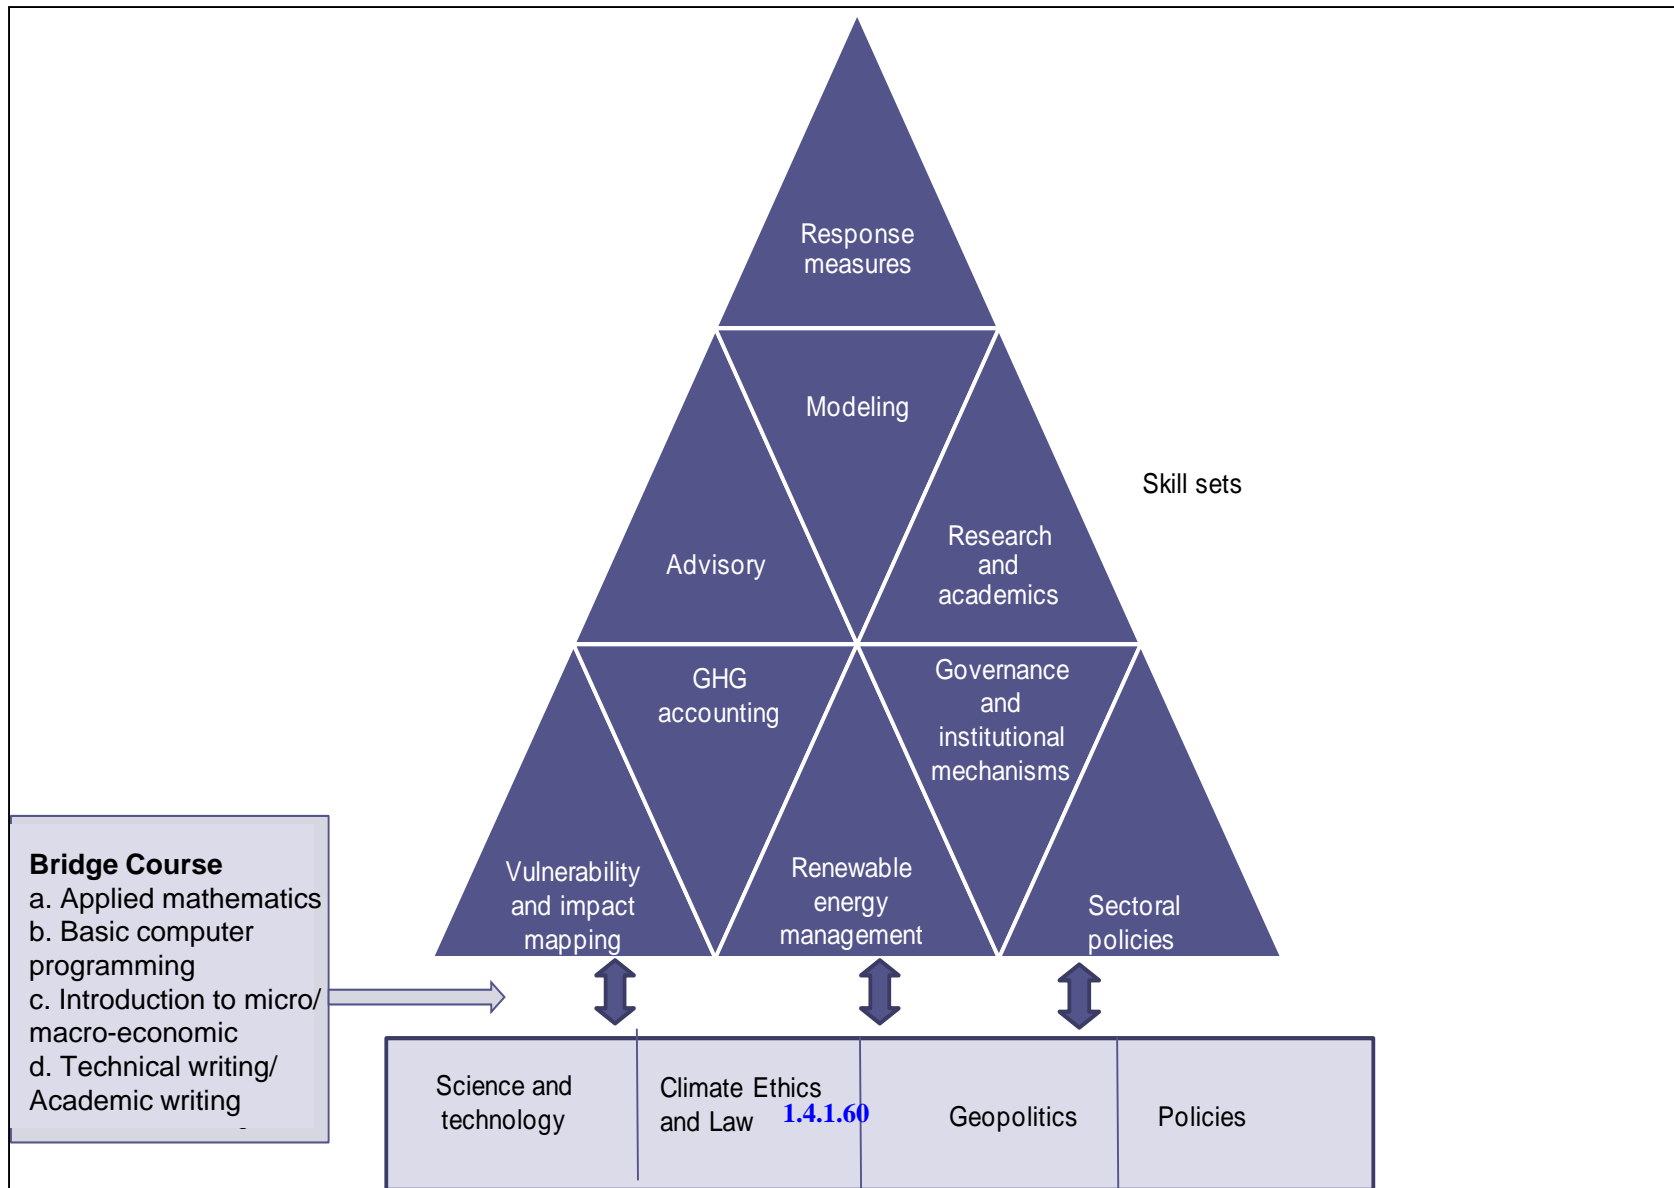 Response
measures
Modeling
Skill sets
Advisory
Research
and
academics
GHG
accounting
Governance
and
institutional
mechanisms
Vulnerability
and impact
mapping
Renewable
energy
management
Sectoral
policies
Bridge Course
a. Applied mathematics
b. Basic computer
programming
c. Introduction to micro/
macro-economic
d. Technical writing/
Academic writing
Science and
technology
Climate Ethics
and Law
1.4.1.60
Geopolitics
Policies